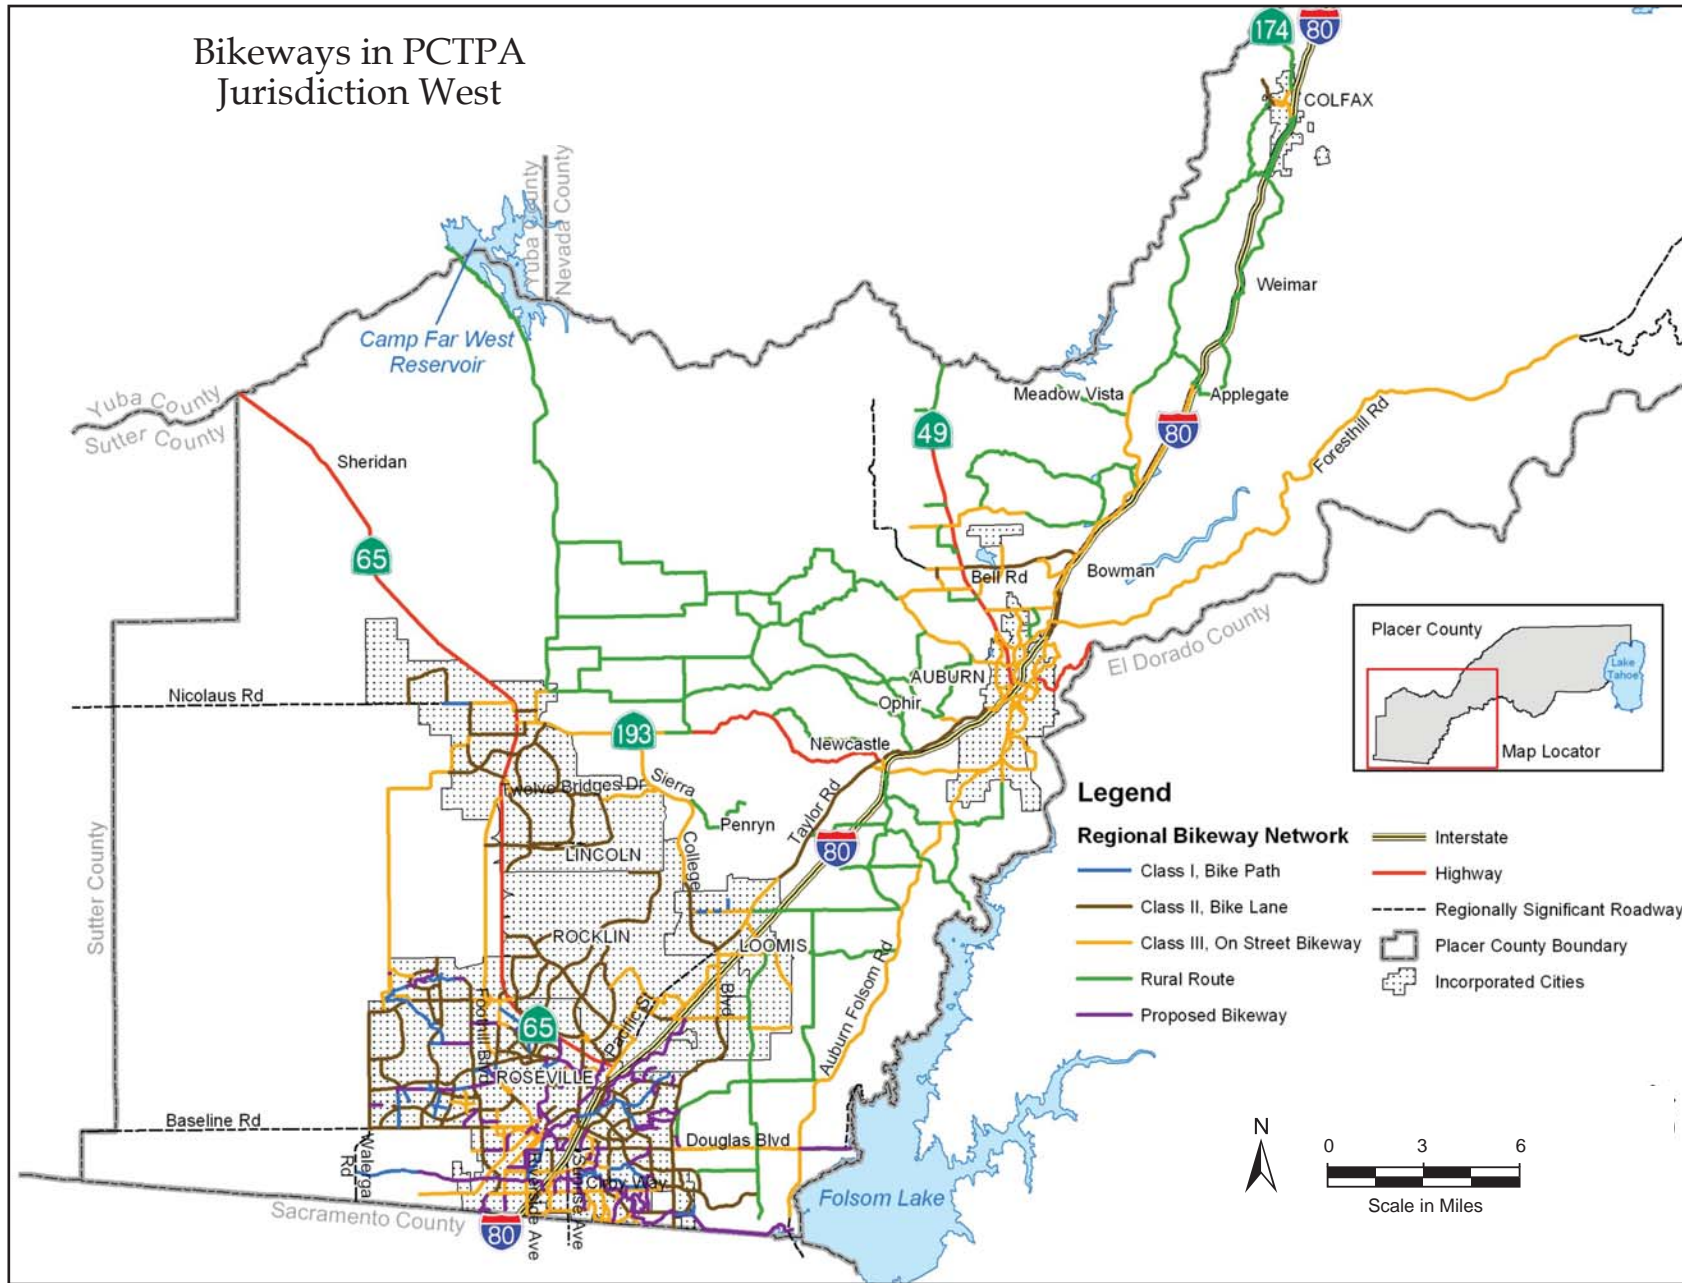 Bikeways in PCTPA
Jurisdiction West
174
80
COLFAX
Yuba County
Nevada County
Weimar
Camp Far West
Reservoir
Yuba County
Sutter County
Meadow Vista
Applegate
49
80
Foresthill Rd
Sheridan
65
Bell Rd
Bowman
El Dorado County
Placer County
Lake
Tahoe
Map Locator
Nicolaus Rd
AUBURN
Ophir
193
Newcastle
Twelve Bridges Dr
Sierra
College
Blvd
Penryn
Taylor Rd
80
LINCOLN
Sutter County
ROCKLIN
LOOMIS
Auburn Folsom Rd
Legend
Regional Bikeway Network
Class I, Bike Path
Class II, Bike Lane
Class III, On Street Bikeway
Rural Route
Proposed Bikeway
Interstate
Highway
Regionally Significant Roadway
Placer County Boundary
Incorporated Cities
65
Foothill Blvd
Pacific St
ROSEVILLE
Baseline Rd
Walerga
Rd
Douglas Blvd
Riverside Ave
Sunrise Ave
Cirby Way
Sacramento County
80
Folsom Lake
N
0 3 6
Scale in Miles